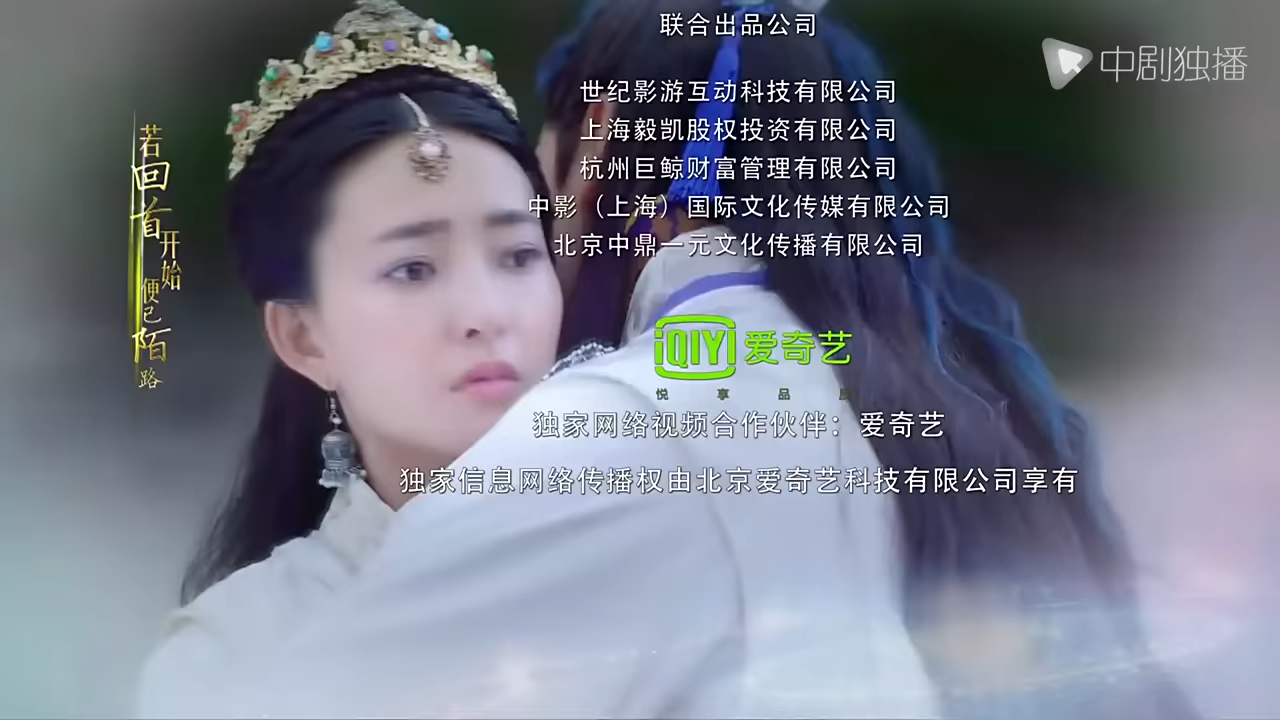 联合出品公司
中剧独播
世纪影游互动科技有限公司
上海毅凯股权投资有限公司
杭州巨鲸财富管理有限公司
中影（上海）国际文化传媒有限公司
北京中鼎一元文化传播有限公司
若回首开始便已陌路
iQIYI 爱奇艺
悦享品质
独家网络视频合作伙伴：爱奇艺
独家信息网络传播权由北京爱奇艺科技有限公司享有